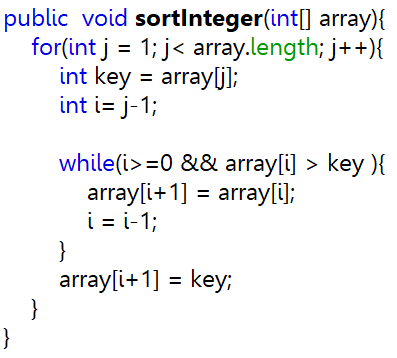 public  void sortInteger(int[] array){
for(int j = 1; j< array.length; j++){
int key = array[j];
int i= j-1;
while(i>=0 && array[i] > key ){
array[i+1] = array[i];
i = i-1;
}
array[i+1] = key;
}
}